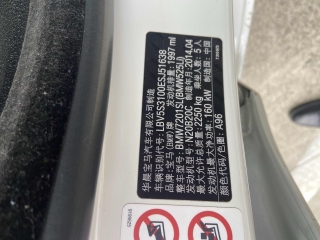 华晨宝马汽车有限公司制造
车辆识别代号: LBV5S3100ESJ51638
品牌: 宝马(BMW)牌 发动机排量: 1997 ml
整车型号: BMW7201SL(BMW525Li)
发动机型号: N20B20C 制造年月: 2014.04
最大允许总质量: 2250 kg 乘坐人数: 5人
发动机最大净功率: 160 kW 制造国: 中国
颜色代码/色圈: A96